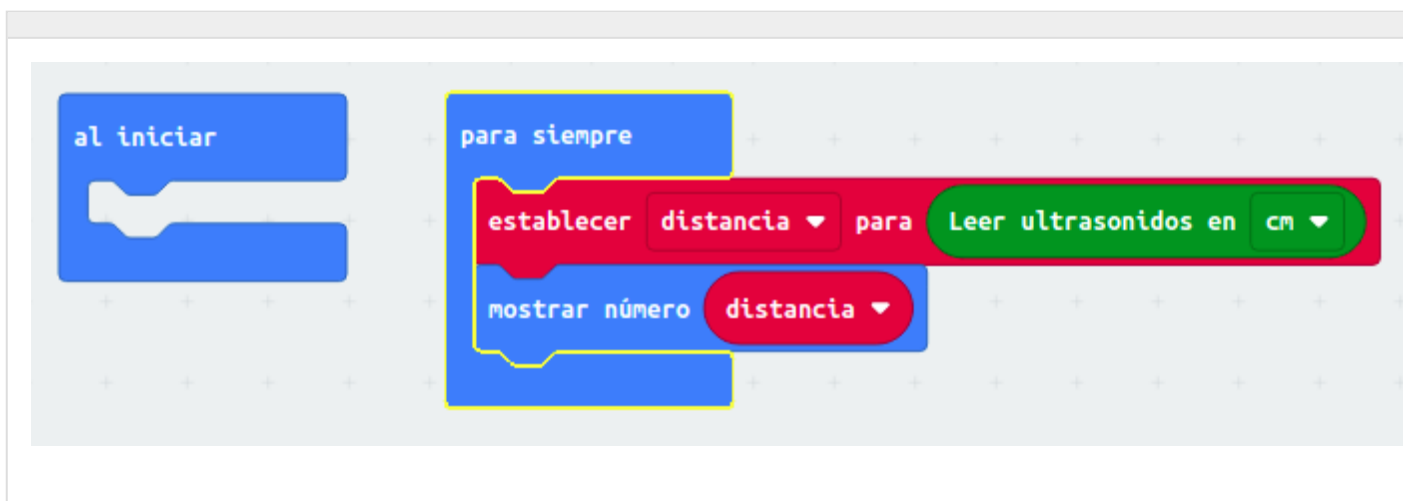 al iniciar
para siempre
establecer distancia para Leer ultrasonidos en cm
mostrar número distancia